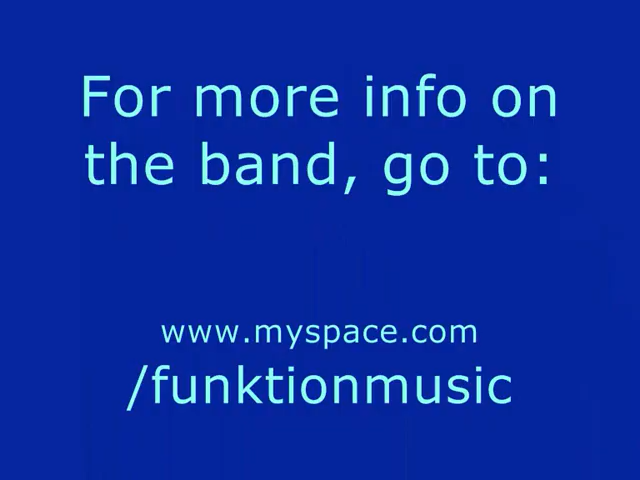 For more info on
the band, go to:
www.myspace.com
/funktionmusic